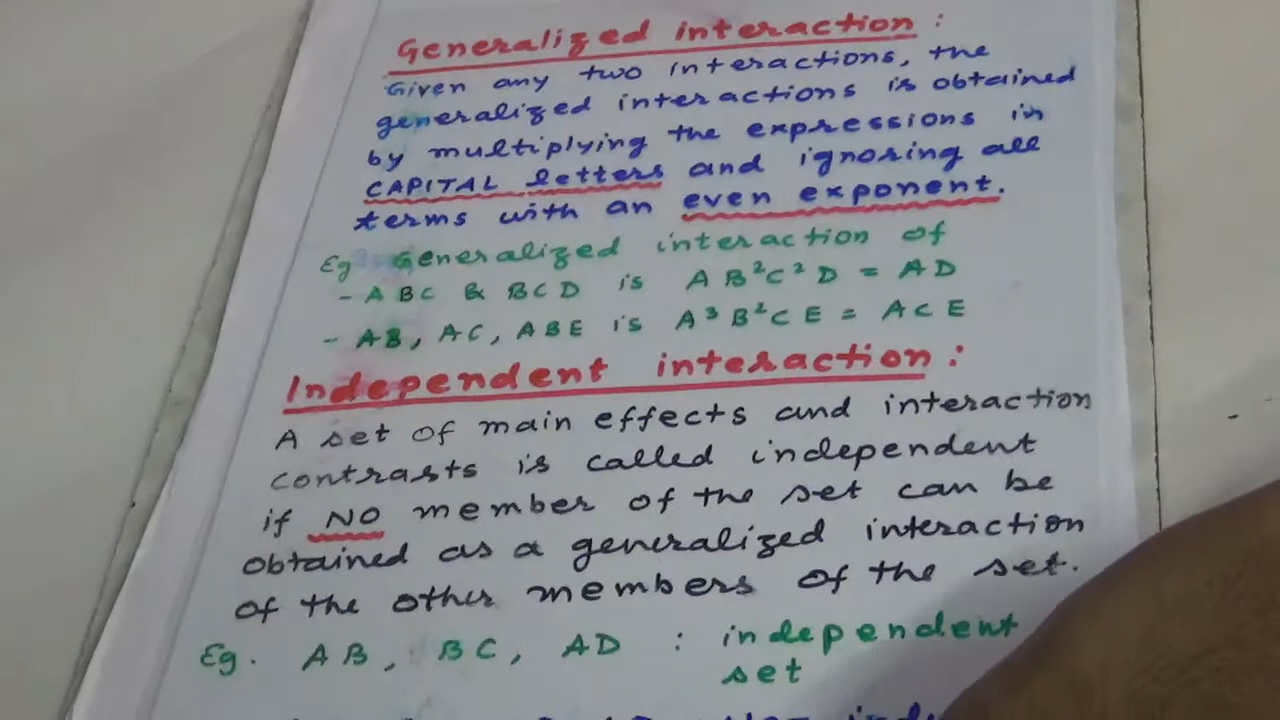 Generalized interaction :
Given any two interactions, the
generalized interactions is obtained
by multiplying the expressions in
CAPITAL letters and ignoring all
terms with an even exponent.
Eg Generalized interaction of
- ABC & BCD is AB²C²D = AD
- AB, AC, ABE is A³B²CE = ACE
Independent interaction :
A set of main effects and interaction
contrasts is called independent
if NO member of the set can be
obtained as a generalized interaction
of the other members of the set.
Eg. AB, BC, AD : independent
set